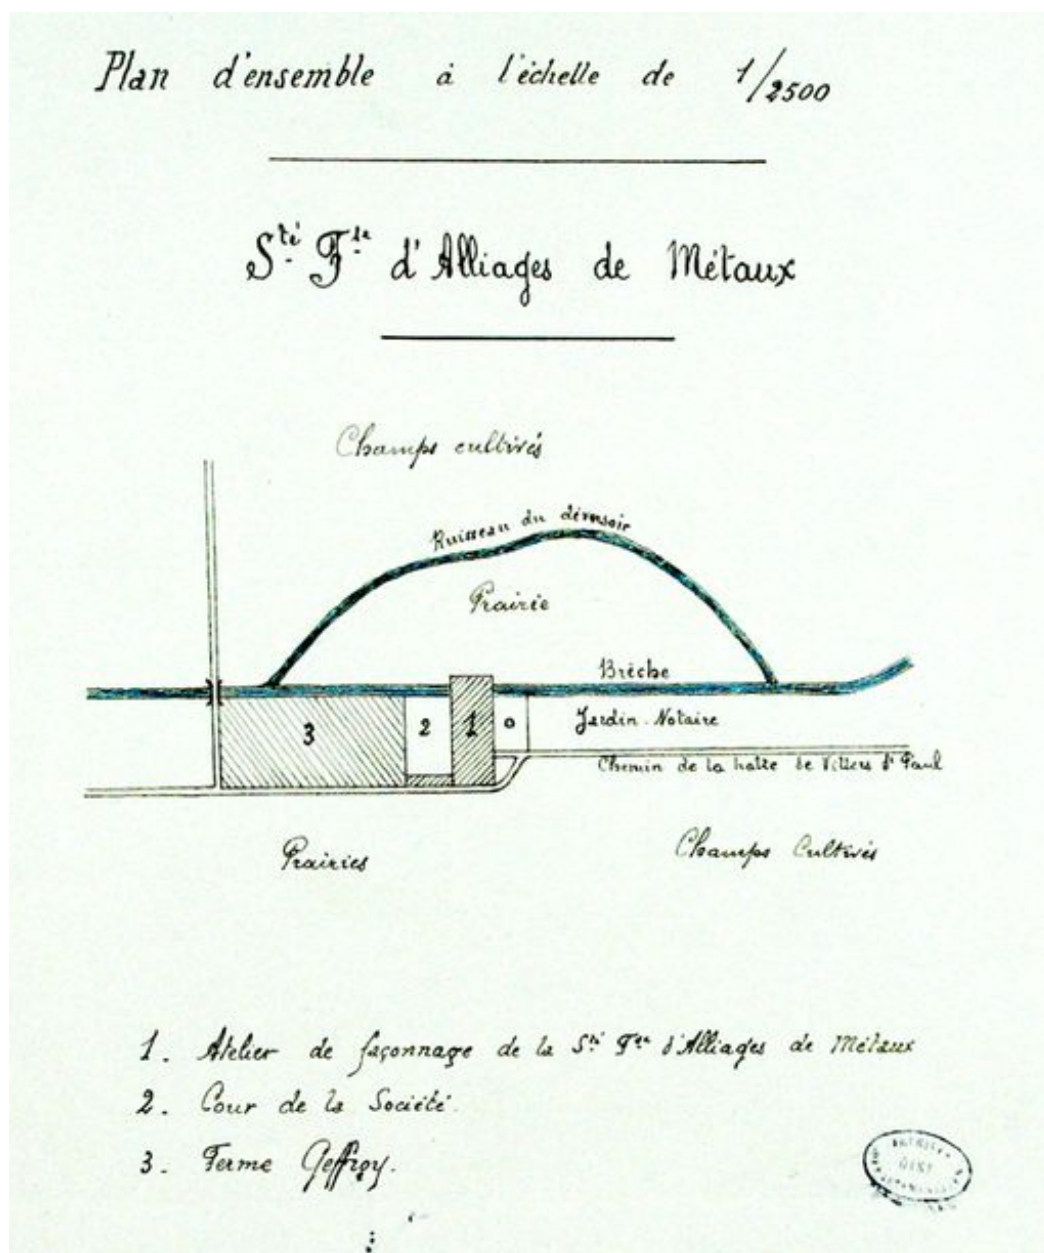 Plan d'ensemble à l'échelle de 1/2500
Sté Fse d'Alliages de Métaux
Champs cultivés
Ruisseau du déversoir
Prairie
Brèche
3
2
1
Jardin-Notaire
Chemin de la halte de Villers St Paul
Prairies
Champs Cultivés
1. Atelier de façonnage de la Sté Fse d'Alliages de Métaux
2. Cour de la Société.
3. Ferme Geffroy.
OISE